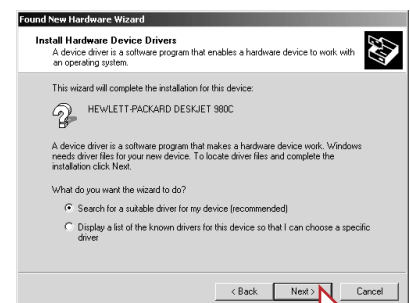 Found New Hardware Wizard
Install Hardware Device Drivers
A device driver is a software program that enables a hardware device to work with
an operating system.
This wizard will complete the installation for this device:
HEWLETT-PACKARD DESKJET 980C
A device driver is a software program that makes a hardware device work. Windows
needs driver files for your new device. To locate driver files and complete the
installation click Next.
What do you want the wizard to do?
Search for a suitable driver for my device (recommended)
Display a list of the known drivers for this device so that I can choose a specific
driver
< Back Next > Cancel